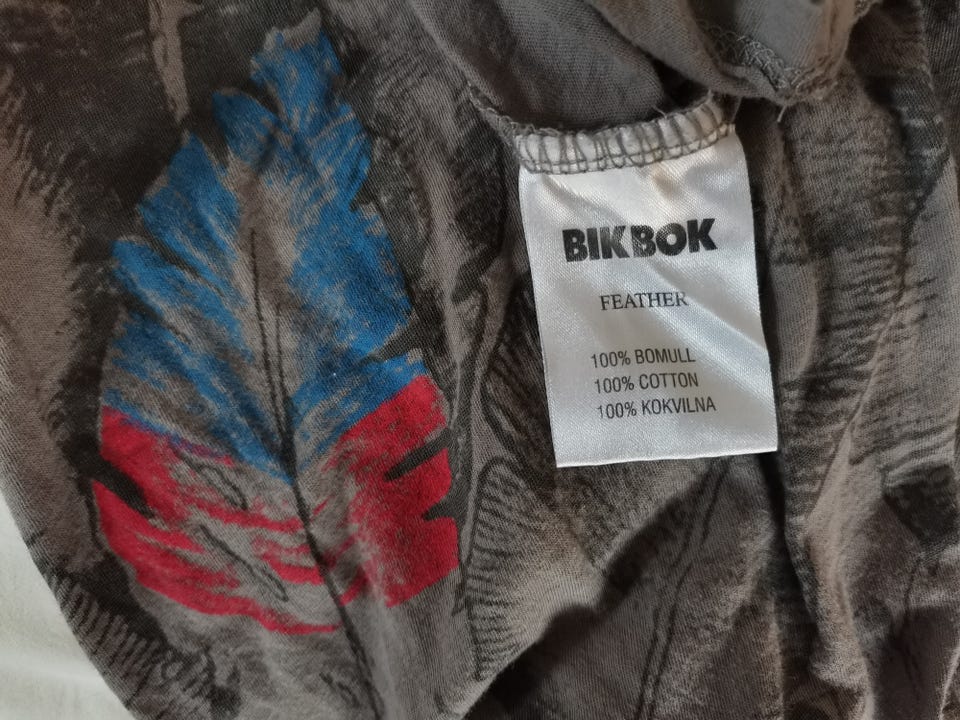 BIKBOK
FEATHER
100% BOMULL
100% COTTON
100% KOKVILNA